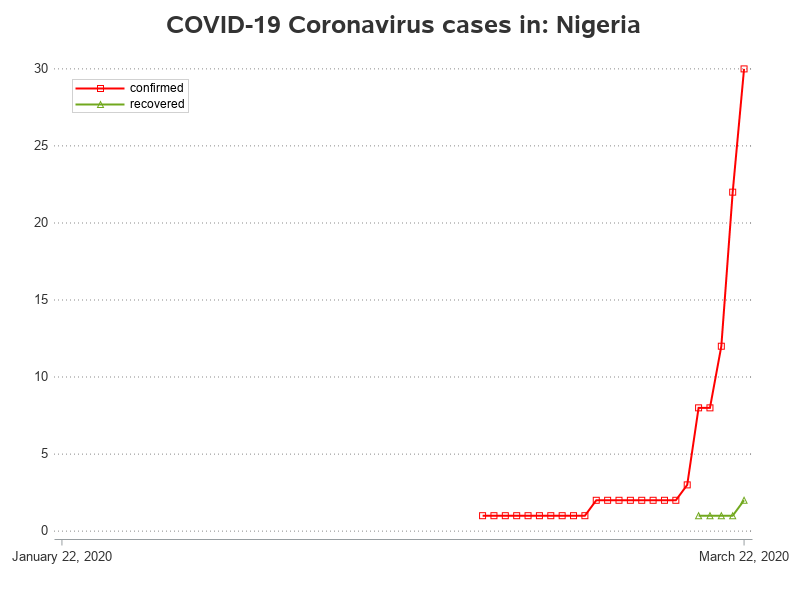 COVID-19 Coronavirus cases in: Nigeria
30
confirmed
recovered
25
20
15
10
5
0
January 22, 2020
March 22, 2020